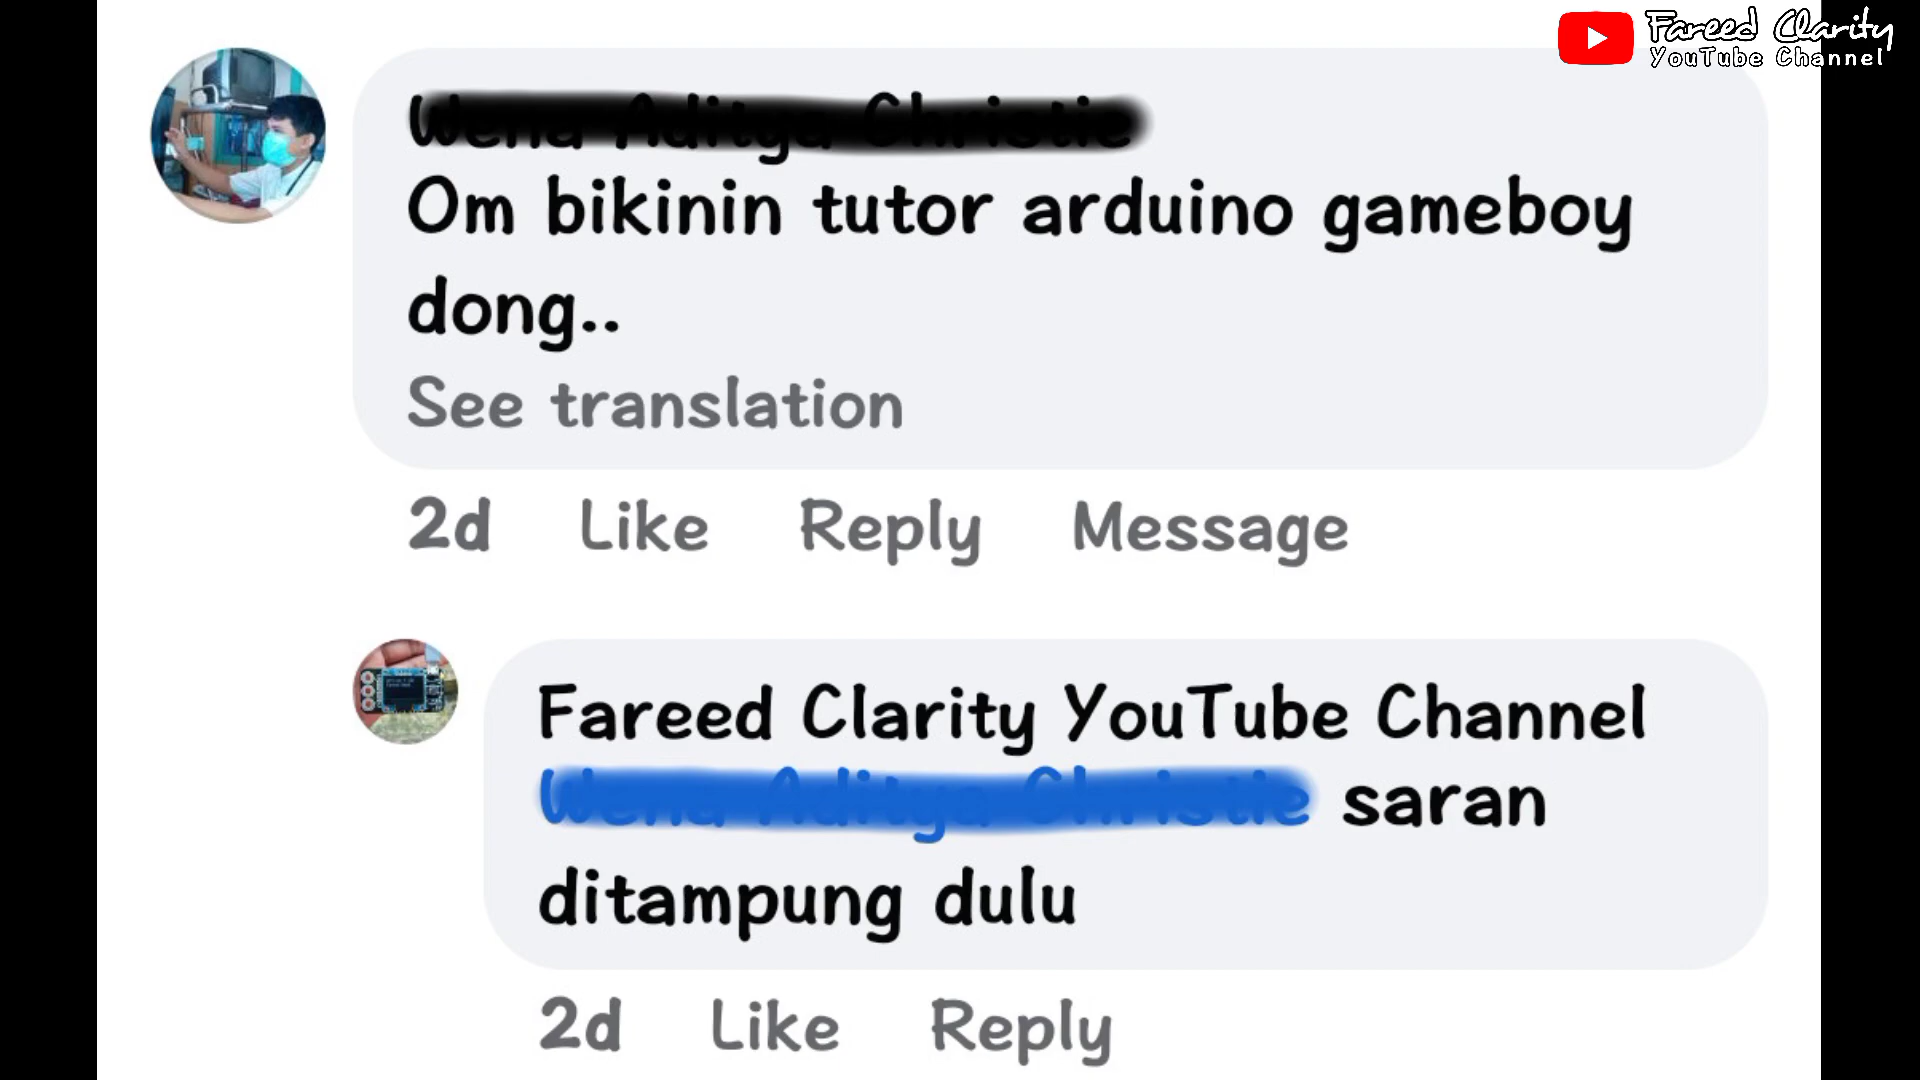 Fareed Clarity
YouTube Channel
Om bikinin tutor arduino gameboy
dong..
See translation
2d Like Reply Message
Fareed Clarity YouTube Channel
saran
ditampung dulu
2d Like Reply